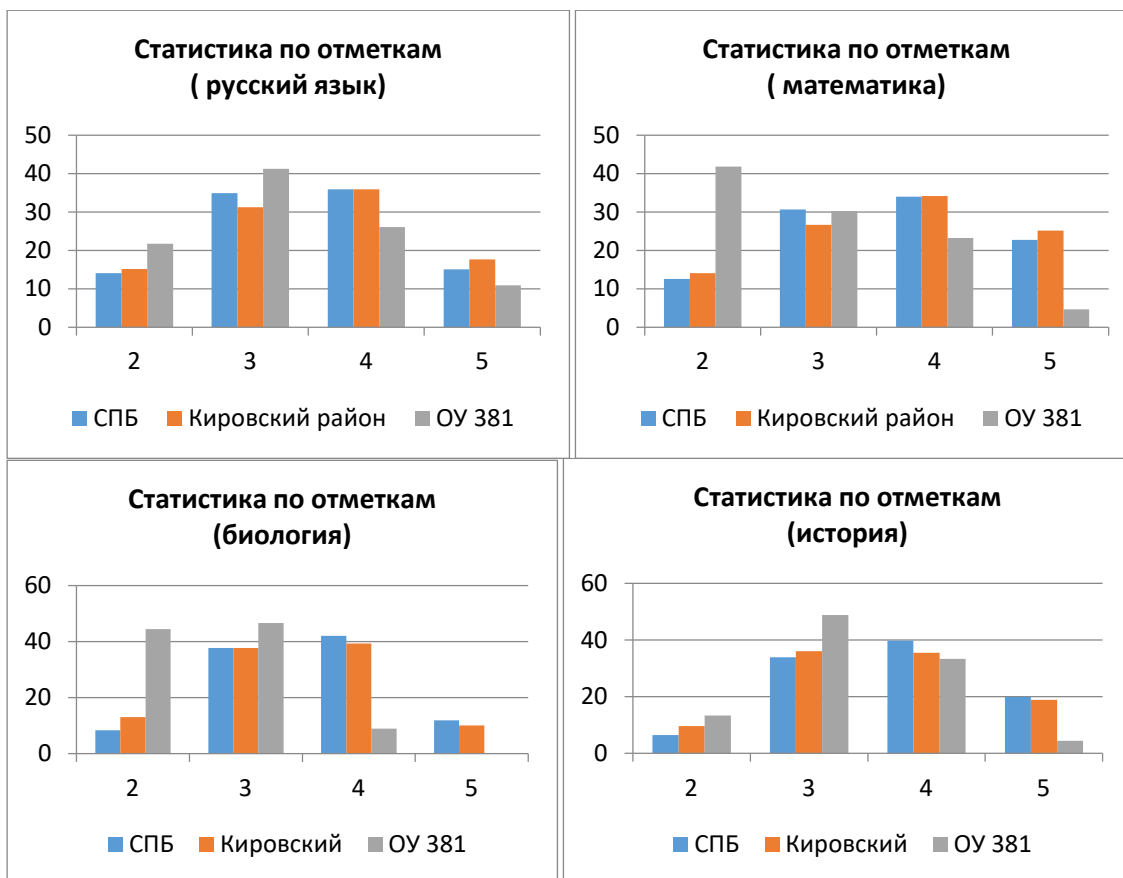 Статистика по отметкам
( русский язык)
50
40
30
20
10
0
2 3 4 5
СПБ Кировский район ОУ 381
Статистика по отметкам
( математика)
50
40
30
20
10
0
2 3 4 5
СПБ Кировский район ОУ 381
Статистика по отметкам
(биология)
60
40
20
0
2 3 4 5
СПБ Кировский ОУ 381
Статистика по отметкам
(история)
60
40
20
0
2 3 4 5
СПБ Кировский ОУ 381